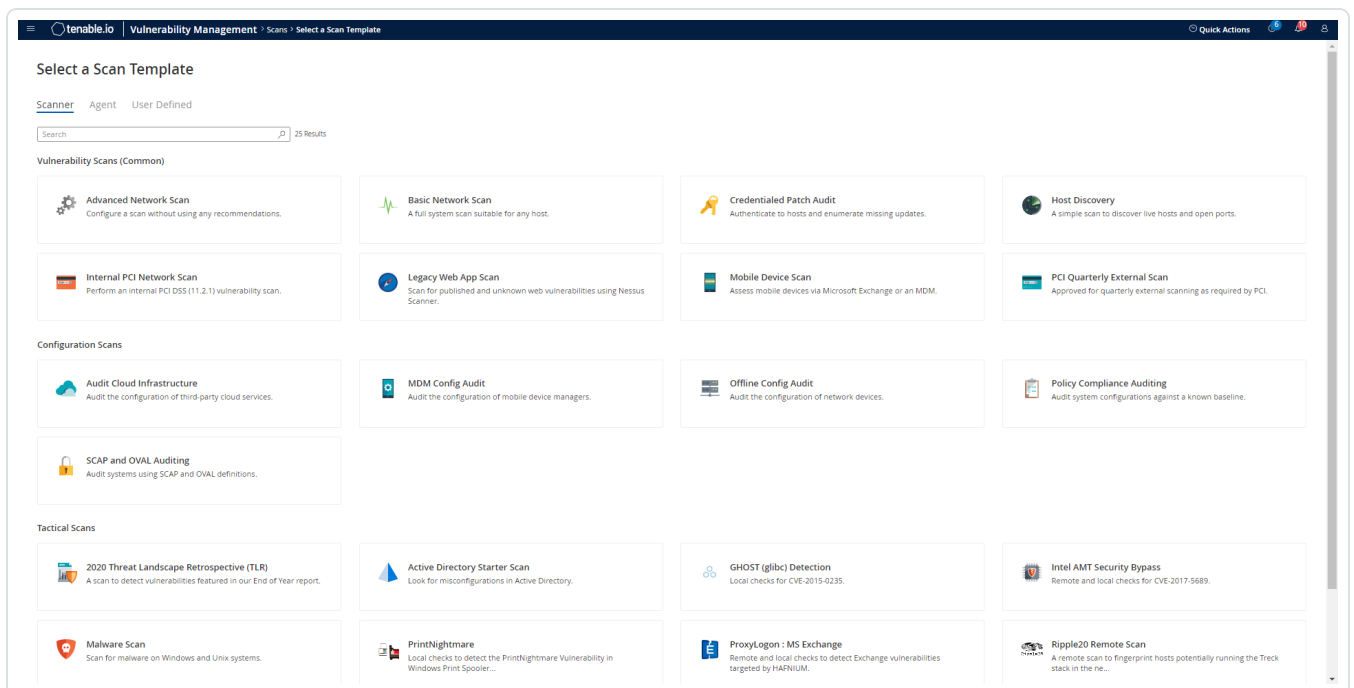 tenable.io Vulnerability Management > Scans > Select a Scan Template Quick Actions 6 10
Select a Scan Template
Scanner Agent User Defined
Search 25 Results
Vulnerability Scans (Common)
Advanced Network Scan
Configure a scan without using any recommendations.
Basic Network Scan
A full system scan suitable for any host.
Credentialed Patch Audit
Authenticate to hosts and enumerate missing updates.
Host Discovery
A simple scan to discover live hosts and open ports.
Internal PCI Network Scan
Perform an internal PCI DSS (11.2.1) vulnerability scan.
Legacy Web App Scan
Scan for published and unknown web vulnerabilities using Nessus
Scanner.
Mobile Device Scan
Assess mobile devices via Microsoft Exchange or an MDM.
PCI Quarterly External Scan
Approved for quarterly external scanning as required by PCI.
Configuration Scans
Audit Cloud Infrastructure
Audit the configuration of third-party cloud services.
MDM Config Audit
Audit the configuration of mobile device managers.
Offline Config Audit
Audit the configuration of network devices.
Policy Compliance Auditing
Audit system configurations against a known baseline.
SCAP and OVAL Auditing
Audit systems using SCAP and OVAL definitions.
Tactical Scans
2020 Threat Landscape Retrospective (TLR)
A scan to detect vulnerabilities featured in our End of Year report.
Active Directory Starter Scan
Look for misconfigurations in Active Directory.
GHOST (glibc) Detection
Local checks for CVE-2015-0235.
Intel AMT Security Bypass
Remote and local checks for CVE-2017-5689.
Malware Scan
Scan for malware on Windows and Unix systems.
PrintNightmare
Local checks to detect the PrintNightmare Vulnerability in
Windows Print Spooler...
ProxyLogon : MS Exchange
Remote and local checks to detect Exchange vulnerabilities
targeted by HAFNIUM.
Ripple20 Remote Scan
A remote scan to fingerprint hosts potentially running the Treck
stack in the ne...